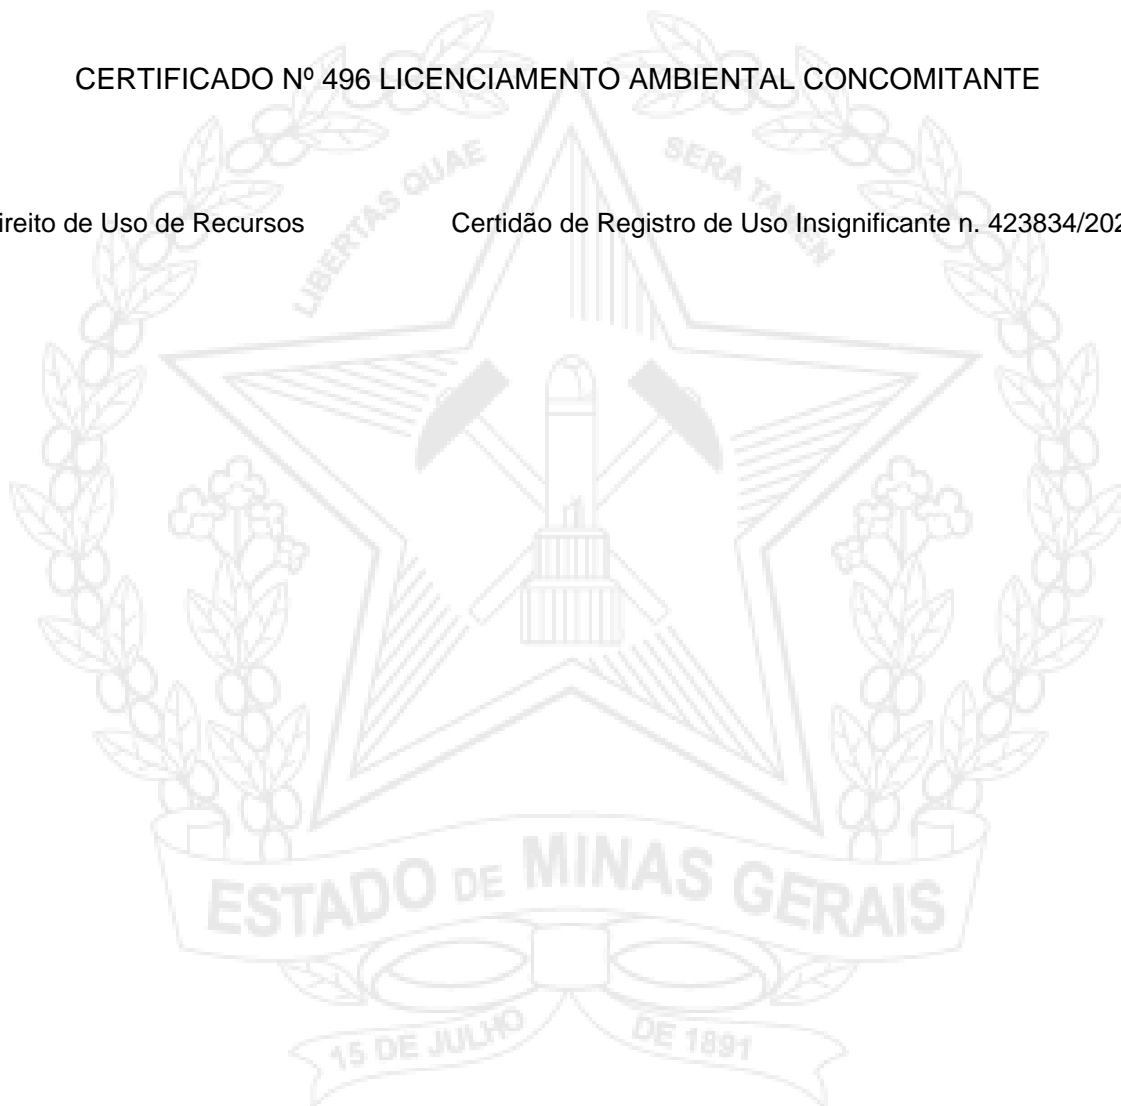 CERTIFICADO Nº 496 LICENCIAMENTO AMBIENTAL CONCOMITANTE
LIBERTAS QUAE SERA TAMEN
ireito de Uso de Recursos Certidão de Registro de Uso Insignificante n. 423834/202
ESTADO DE MINAS GERAIS
15 DE JULHO DE 1891